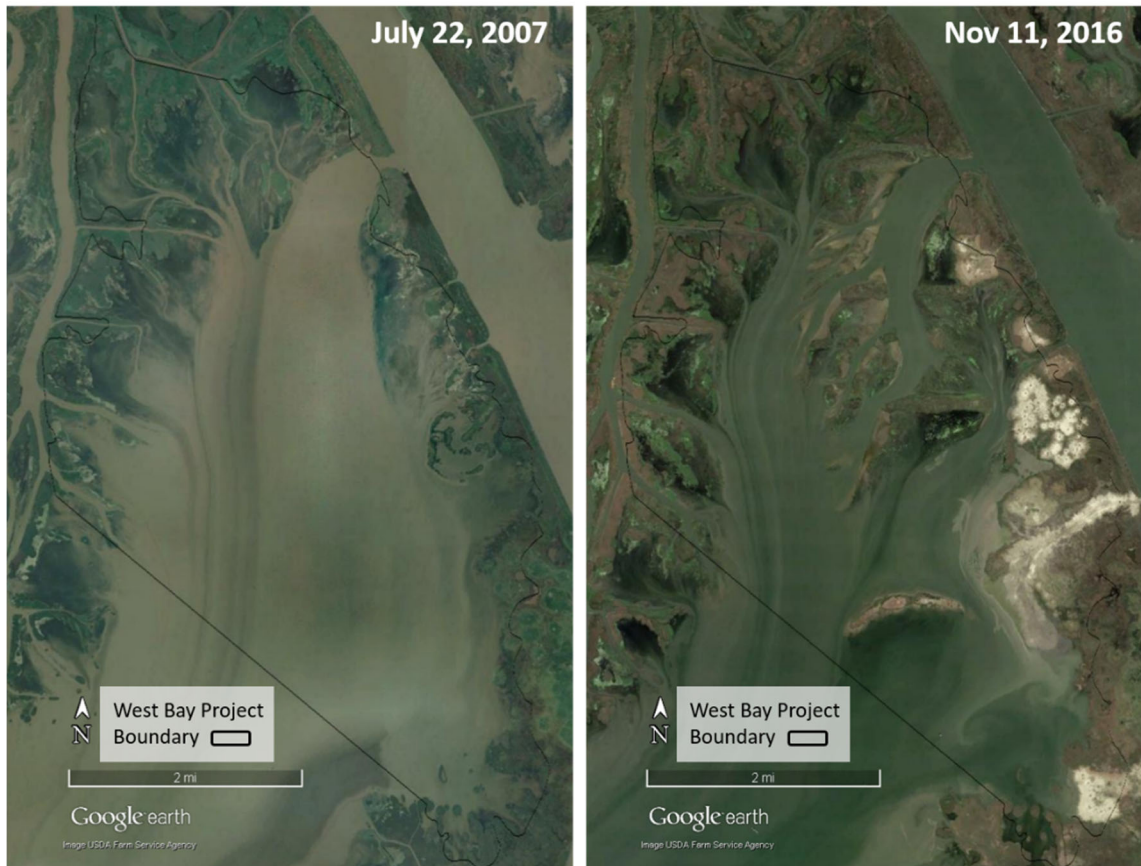 July 22, 2007
West Bay Project
Boundary
N
2 mi
Google earth
Image USDA Farm Service Agency
Nov 11, 2016
West Bay Project
Boundary
N
2 mi
Google earth
Image USDA Farm Service Agency